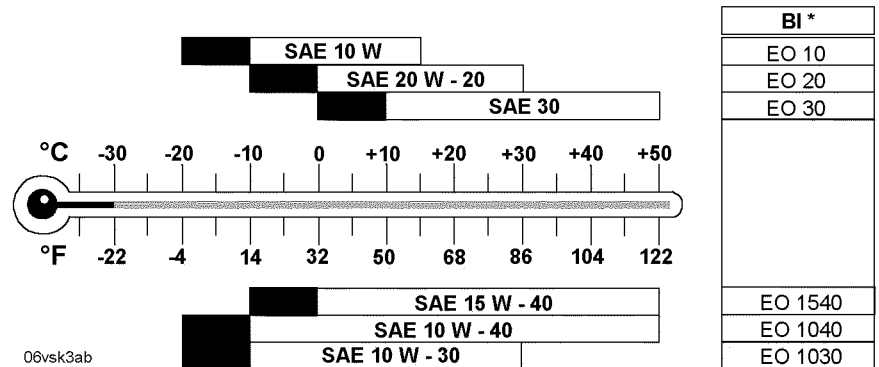 BI *
SAE 10 W EO 10
SAE 20 W - 20 EO 20
SAE 30 EO 30
°C -30 -20 -10 0 +10 +20 +30 +40 +50
°F -22 -4 14 32 50 68 86 104 122
SAE 15 W - 40 EO 1540
SAE 10 W - 40 EO 1040
06vsk3ab SAE 10 W - 30 EO 1030